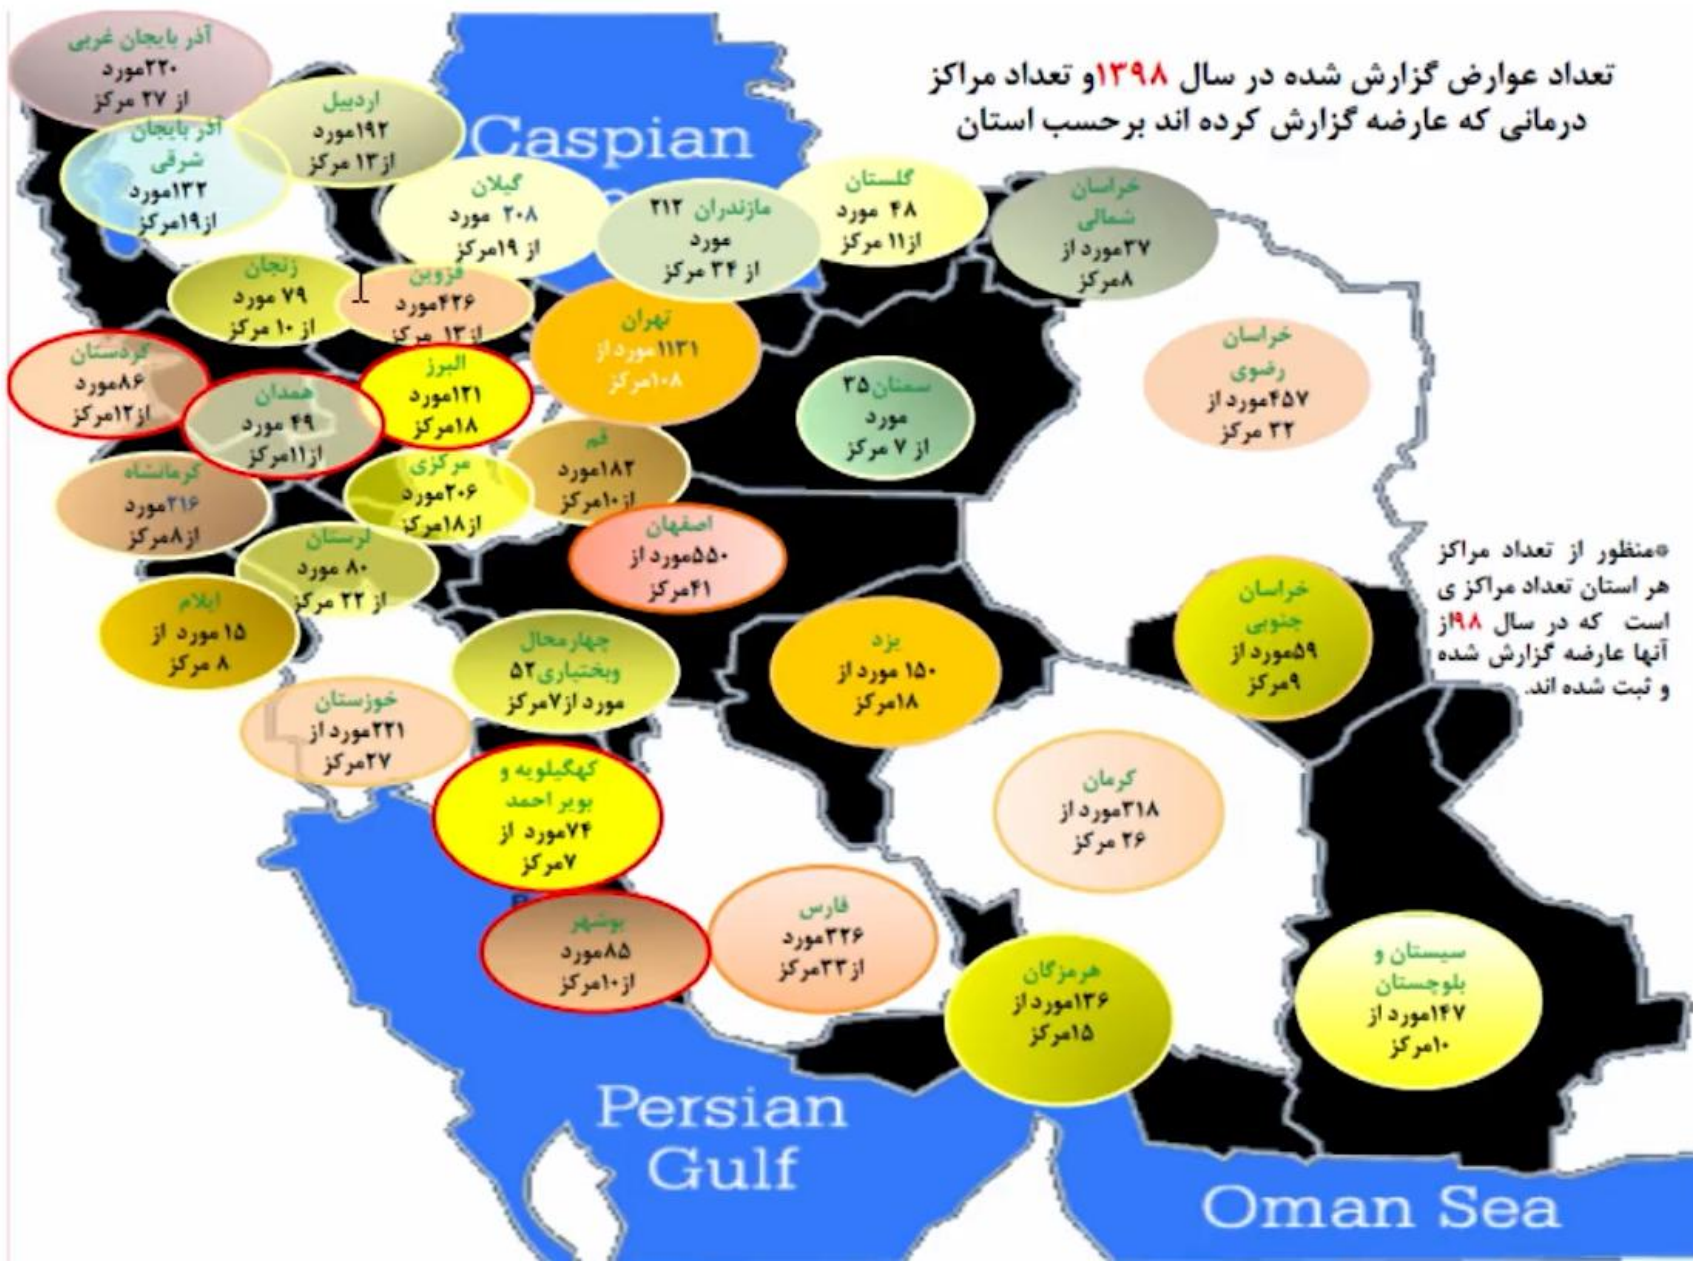 تعداد عوارض گزارش شده در سال ۱۳۹۸و تعداد مراکز
درمانی که عارضه گزارش کرده اند برحسب استان
آذر بایجان غربی
۲۲۰مورد
از ۲۷ مرکز
اردبیل
۱۹۲مورد
از۱۳ مرکز
آذر بایجان
شرقی
۱۳۲مورد
از۱۹مرکز
Caspian
گیلان
۲۰۸ مورد
از ۱۹مرکز
مازندران ۲۱۲
مورد
از ۳۴ مرکز
گلستان
۴۸ مورد
از۱۱ مرکز
خراسان
شمالی
۳۷مورد از
۸مرکز
زنجان
۷۹ مورد
از ۱۰ مرکز
قزوین
۴۲۶مورد
از۱۳ مرکز
تهران
۱۱۳۱مورد از
۱۰۸مرکز
خراسان
رضوی
۴۵۷مورد از
۳۲ مرکز
کردستان
۸۶مورد
از۱۲مرکز
همدان
۴۹ مورد
از۱۱مرکز
البرز
۱۲۱مورد
۱۸مرکز
سمنان۳۵
مورد
از ۷ مرکز
کرمانشاه
۲۱۶مورد
از۸مرکز
مرکزی
۲۰۶مورد
از۱۸مرکز
قم
۱۸۲مورد
از۱۰مرکز
اصفهان
۵۵۰مورد از
۴۱مرکز
لرستان
۸۰ مورد
از ۲۲ مرکز
*منظور از تعداد مراکز
هر استان تعداد مراکز ی
است که در سال ۹۸از
آنها عارضه گزارش شده
و ثبت شده اند.
ایلام
۱۵ مورد از
۸ مرکز
چهارمحال
وبختیاری۵۲
مورد از۷مرکز
یزد
۱۵۰ مورد از
۱۸مرکز
خراسان
جنوبی
۵۹مورد از
۹مرکز
خوزستان
۲۲۱مورد از
۲۷مرکز
کهگیلویه و
بویر احمد
۷۴مورد از
۷مرکز
کرمان
۳۱۸مورد از
۲۶ مرکز
بوشهر
۸۵مورد
از۱۰مرکز
فارس
۳۲۶مورد
از۳۳مرکز
هرمزگان
۱۳۶مورد از
۱۵مرکز
سیستان و
بلوچستان
۱۴۷مورد از
۱۰مرکز
Persian
Gulf
Oman Sea